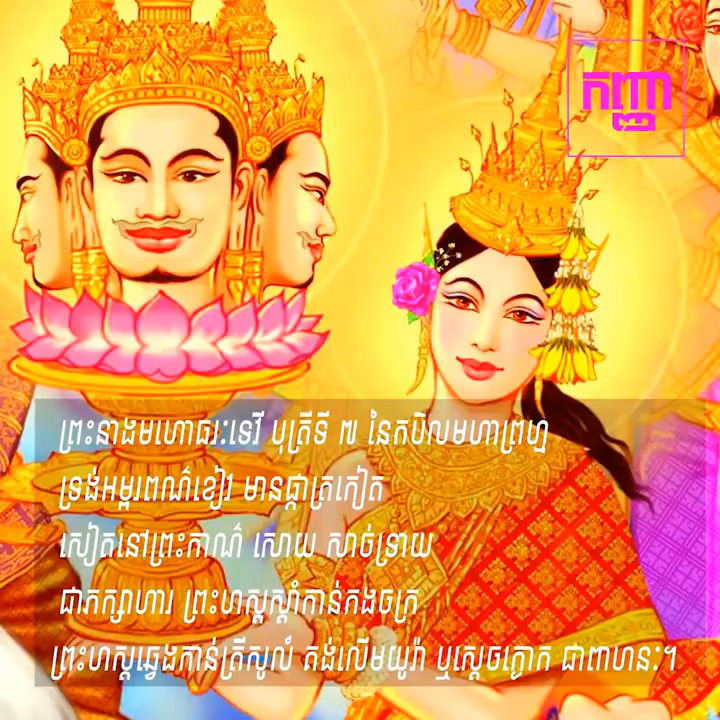 កញ្ញា
ព្រះនាងមហោធរៈទេវី បុត្រីទី ៧ នៃកបិលមហាព្រហ្ម
ទ្រង់អម្ពរពណ៌ខៀវ មានផ្កាត្រកៀត
សៀតនៅព្រះកាណ៌ សោយ សាច់ទ្រាយ
ជាភក្សាហារ ព្រះហស្តស្ដាំកាន់កងចក្រ
ព្រះហស្តឆ្វេងកាន់ត្រីសូលំ គង់លើមយូរ៉ា ឬស្ដេចក្ងោក ជាពាហនៈ។